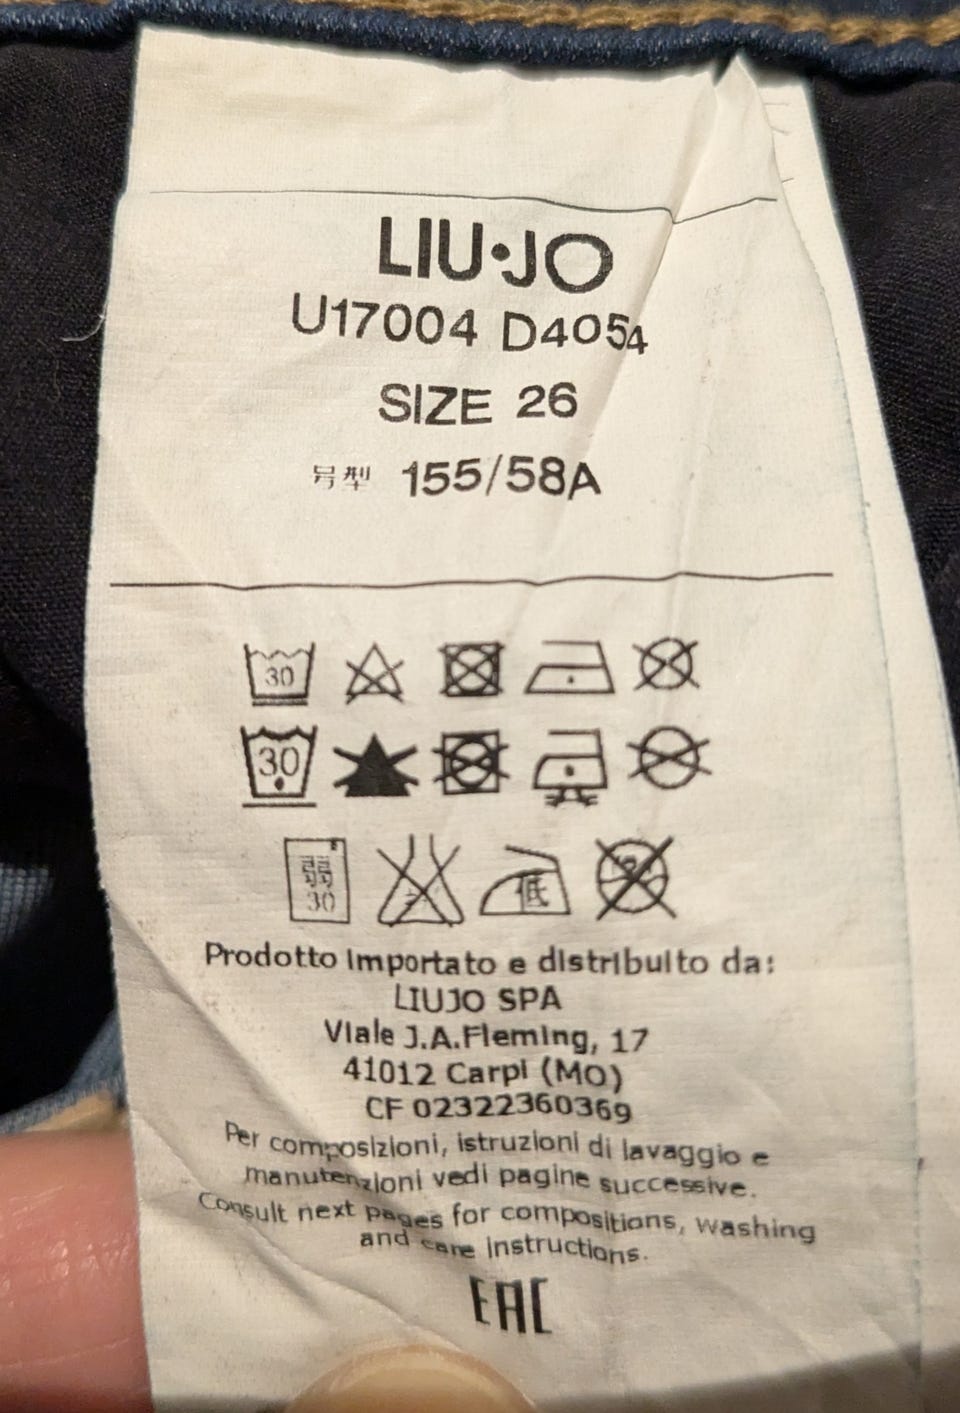 LIU·JO
U17004 D4054
SIZE 26
号型 155/58A
30
30
弱
30
低
Prodotto importato e distribuito da:
LIUJO SPA
Viale J.A.Fleming, 17
41012 Carpi (MO)
CF 02322360369
Per composizioni, istruzioni di lavaggio e
manutenzioni vedi pagine successive.
Consult next pages for compositions, washing
and care instructions.
EAC